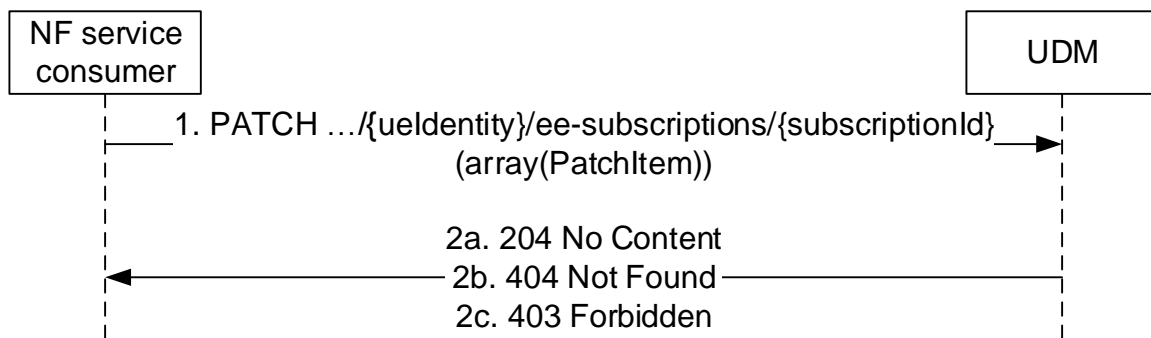 NF service
consumer
UDM
1. PATCH …/{ueIdentity}/ee-subscriptions/{subscriptionId}
(array(PatchItem))
2a. 204 No Content
2b. 404 Not Found
2c. 403 Forbidden